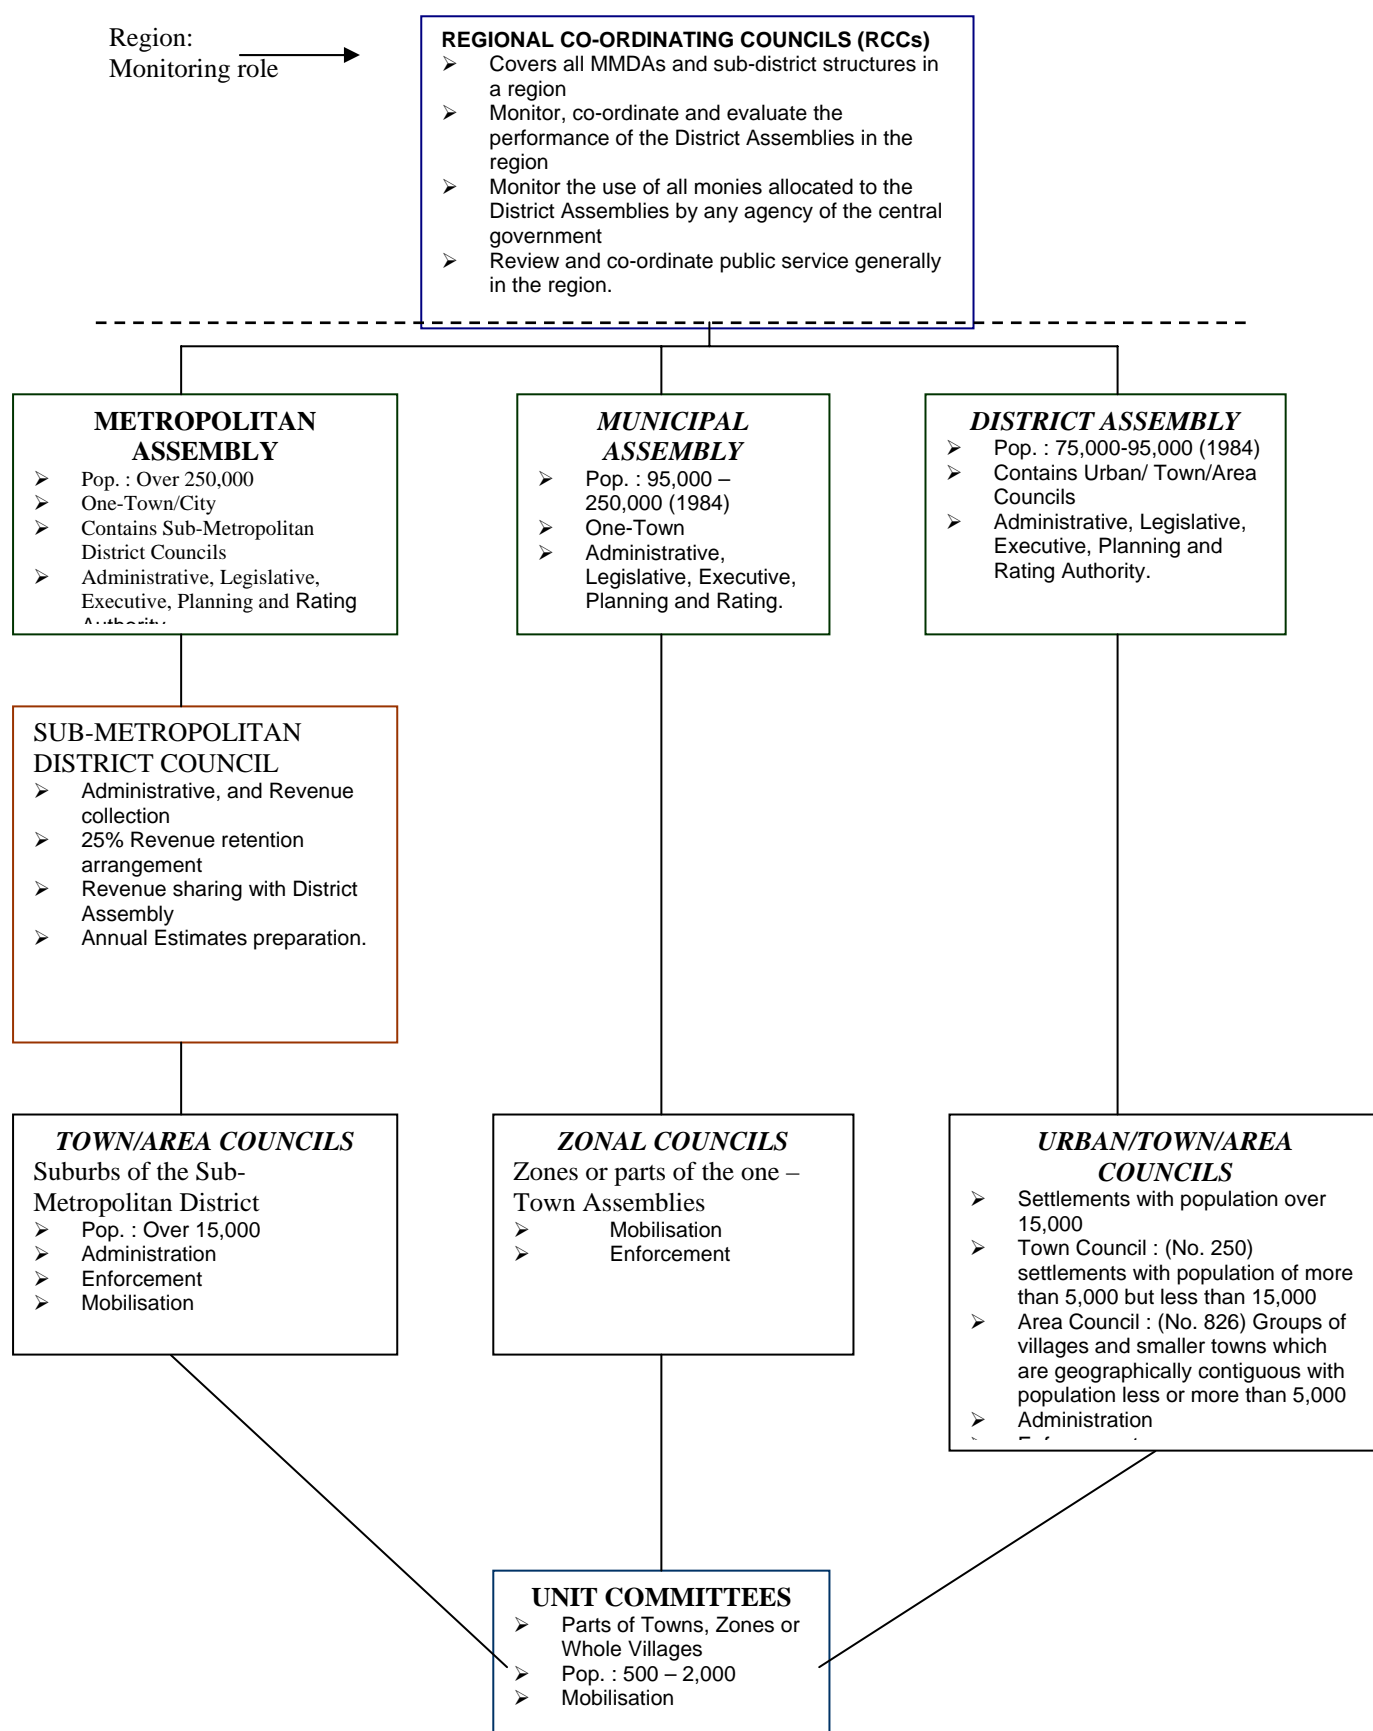 Region:
Monitoring role
REGIONAL CO-ORDINATING COUNCILS (RCCs)
➢ Covers all MMDAs and sub-district structures in
a region
➢ Monitor, co-ordinate and evaluate the
performance of the District Assemblies in the
region
➢ Monitor the use of all monies allocated to the
District Assemblies by any agency of the central
government
➢ Review and co-ordinate public service generally
in the region.
METROPOLITAN
ASSEMBLY
➢ Pop. : Over 250,000
➢ One-Town/City
➢ Contains Sub-Metropolitan
District Councils
➢ Administrative, Legislative,
Executive, Planning and Rating
MUNICIPAL
ASSEMBLY
➢ Pop. : 95,000 –
250,000 (1984)
➢ One-Town
➢ Administrative,
Legislative, Executive,
Planning and Rating.
DISTRICT ASSEMBLY
➢ Pop. : 75,000-95,000 (1984)
➢ Contains Urban/ Town/Area
Councils
➢ Administrative, Legislative,
Executive, Planning and
Rating Authority.
SUB-METROPOLITAN
DISTRICT COUNCIL
➢ Administrative, and Revenue
collection
➢ 25% Revenue retention
arrangement
➢ Revenue sharing with District
Assembly
➢ Annual Estimates preparation.
TOWN/AREA COUNCILS
Suburbs of the Sub-
Metropolitan District
➢ Pop. : Over 15,000
➢ Administration
➢ Enforcement
➢ Mobilisation
ZONAL COUNCILS
Zones or parts of the one –
Town Assemblies
➢ Mobilisation
➢ Enforcement
URBAN/TOWN/AREA
COUNCILS
➢ Settlements with population over
15,000
➢ Town Council : (No. 250)
settlements with population of more
than 5,000 but less than 15,000
➢ Area Council : (No. 826) Groups of
villages and smaller towns which
are geographically contiguous with
population less or more than 5,000
➢ Administration
UNIT COMMITTEES
➢ Parts of Towns, Zones or
Whole Villages
➢ Pop. : 500 – 2,000
➢ Mobilisation